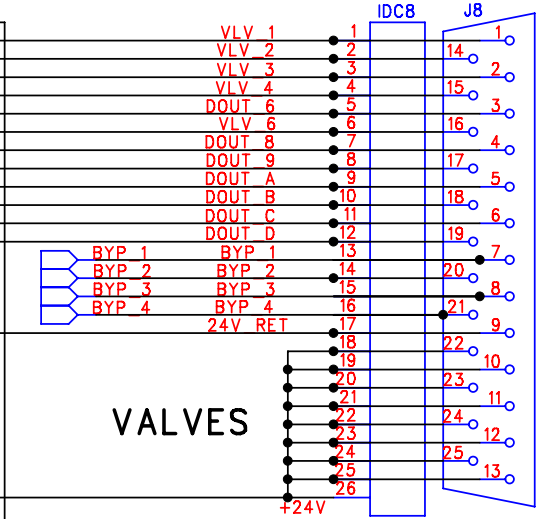 IDC8 J8
VLV_1 1 1
VLV_2 2 14
VLV_3 3 2
VLV_4 4 15
DOUT_6 5 3
VLV_6 6 16
DOUT_8 7 4
DOUT_9 8 17
DOUT_A 9 5
DOUT_B 10 18
DOUT_C 11 6
DOUT_D 12 19
BYP_1 BYP_1 13 7
BYP_2 BYP_2 14 20
BYP_3 BYP_3 15 8
BYP_4 BYP_4 16 21
24V_RET 17 9
18 22
19 10
20 23
21 11
VALVES 22 24
23 12
24 25
25 13
26
+24V